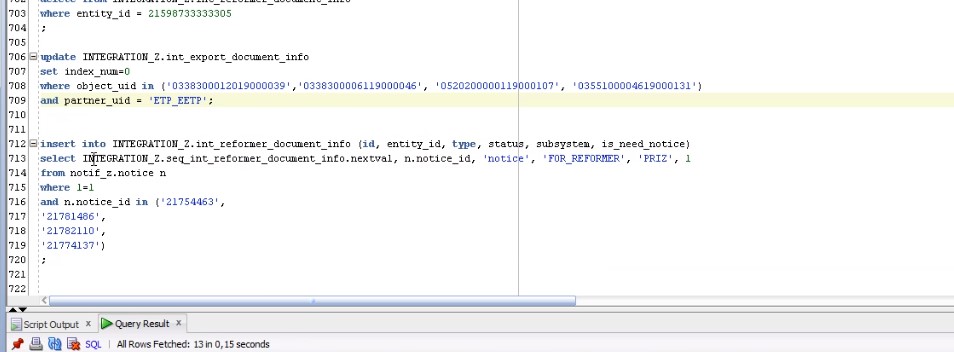 702 delete from INTEGRATION_Z.int_reformer_document_info
703 where entity_id = 21598733333305
704 ;
705
706 update INTEGRATION_Z.int_export_document_info
707 set index_num=0
708 where object_uid in ('0338300012019000039','0338300006119000046', '0520200000119000107', '0355100004619000131')
709 and partner_uid = 'ETP_EETP';
710
711
712 insert into INTEGRATION_Z.int_reformer_document_info (id, entity_id, type, status, subsystem, is_need_notice)
713 select INTEGRATION_Z.seq_int_reformer_document_info.nextval, n.notice_id, 'notice', 'FOR_REFORMER', 'PRIZ', 1
714 from notif_z.notice n
715 where 1=1
716 and n.notice_id in ('21754463',
717 '21781486',
718 '21782110',
719 '21774137')
720 ;
721
722
Script Output x Query Result x
SQL | All Rows Fetched: 13 in 0,15 seconds